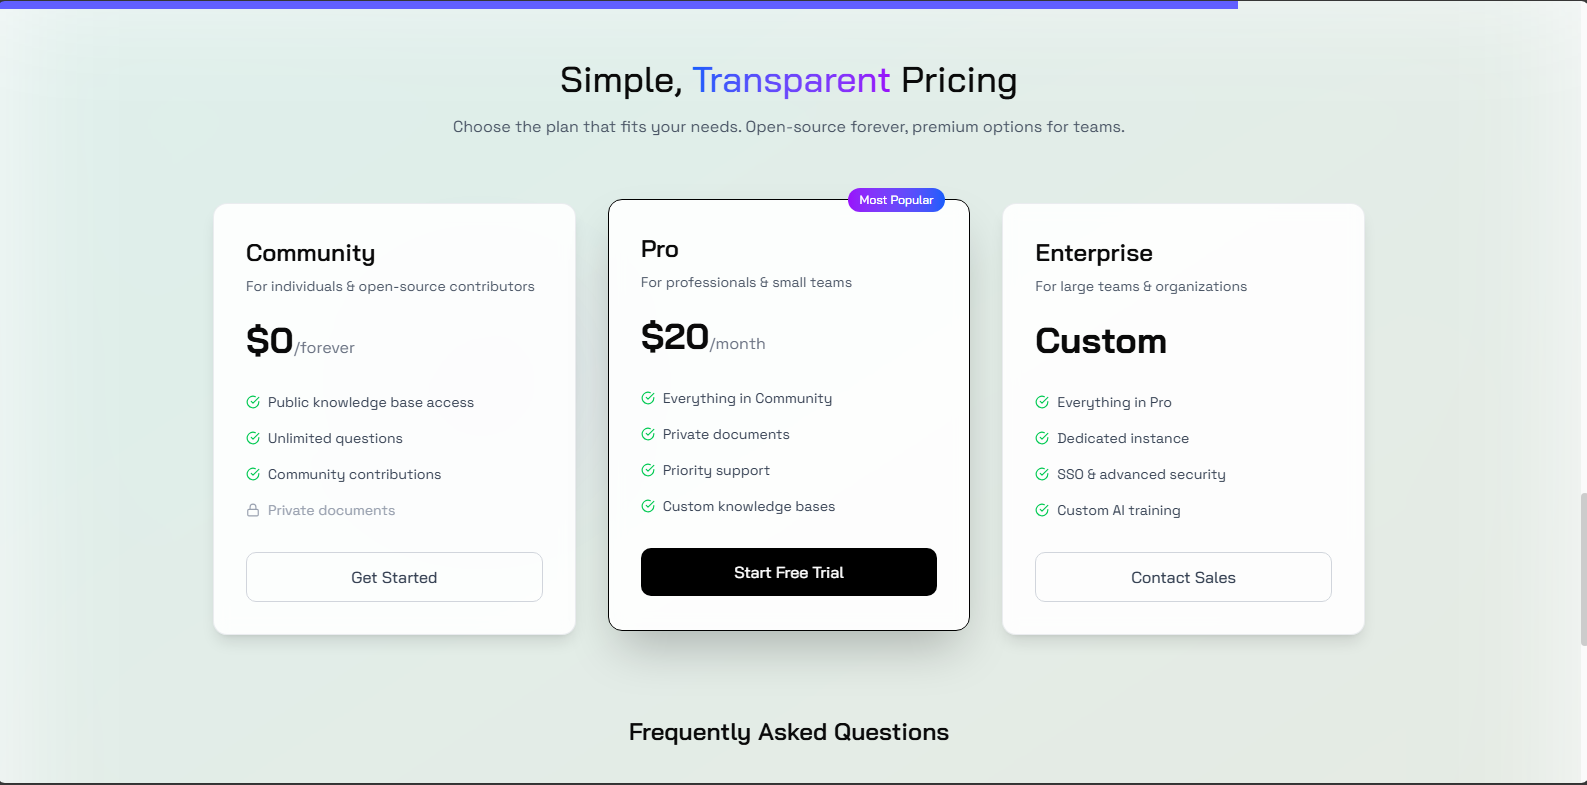 Simple, Transparent Pricing
Choose the plan that fits your needs. Open-source forever, premium options for teams.
Community
For individuals & open-source contributors
$0/forever
Public knowledge base access
Unlimited questions
Community contributions
Private documents
Get Started
Most Popular
Pro
For professionals & small teams
$20/month
Everything in Community
Private documents
Priority support
Custom knowledge bases
Start Free Trial
Enterprise
For large teams & organizations
Custom
Everything in Pro
Dedicated instance
SSO & advanced security
Custom AI training
Contact Sales
Frequently Asked Questions